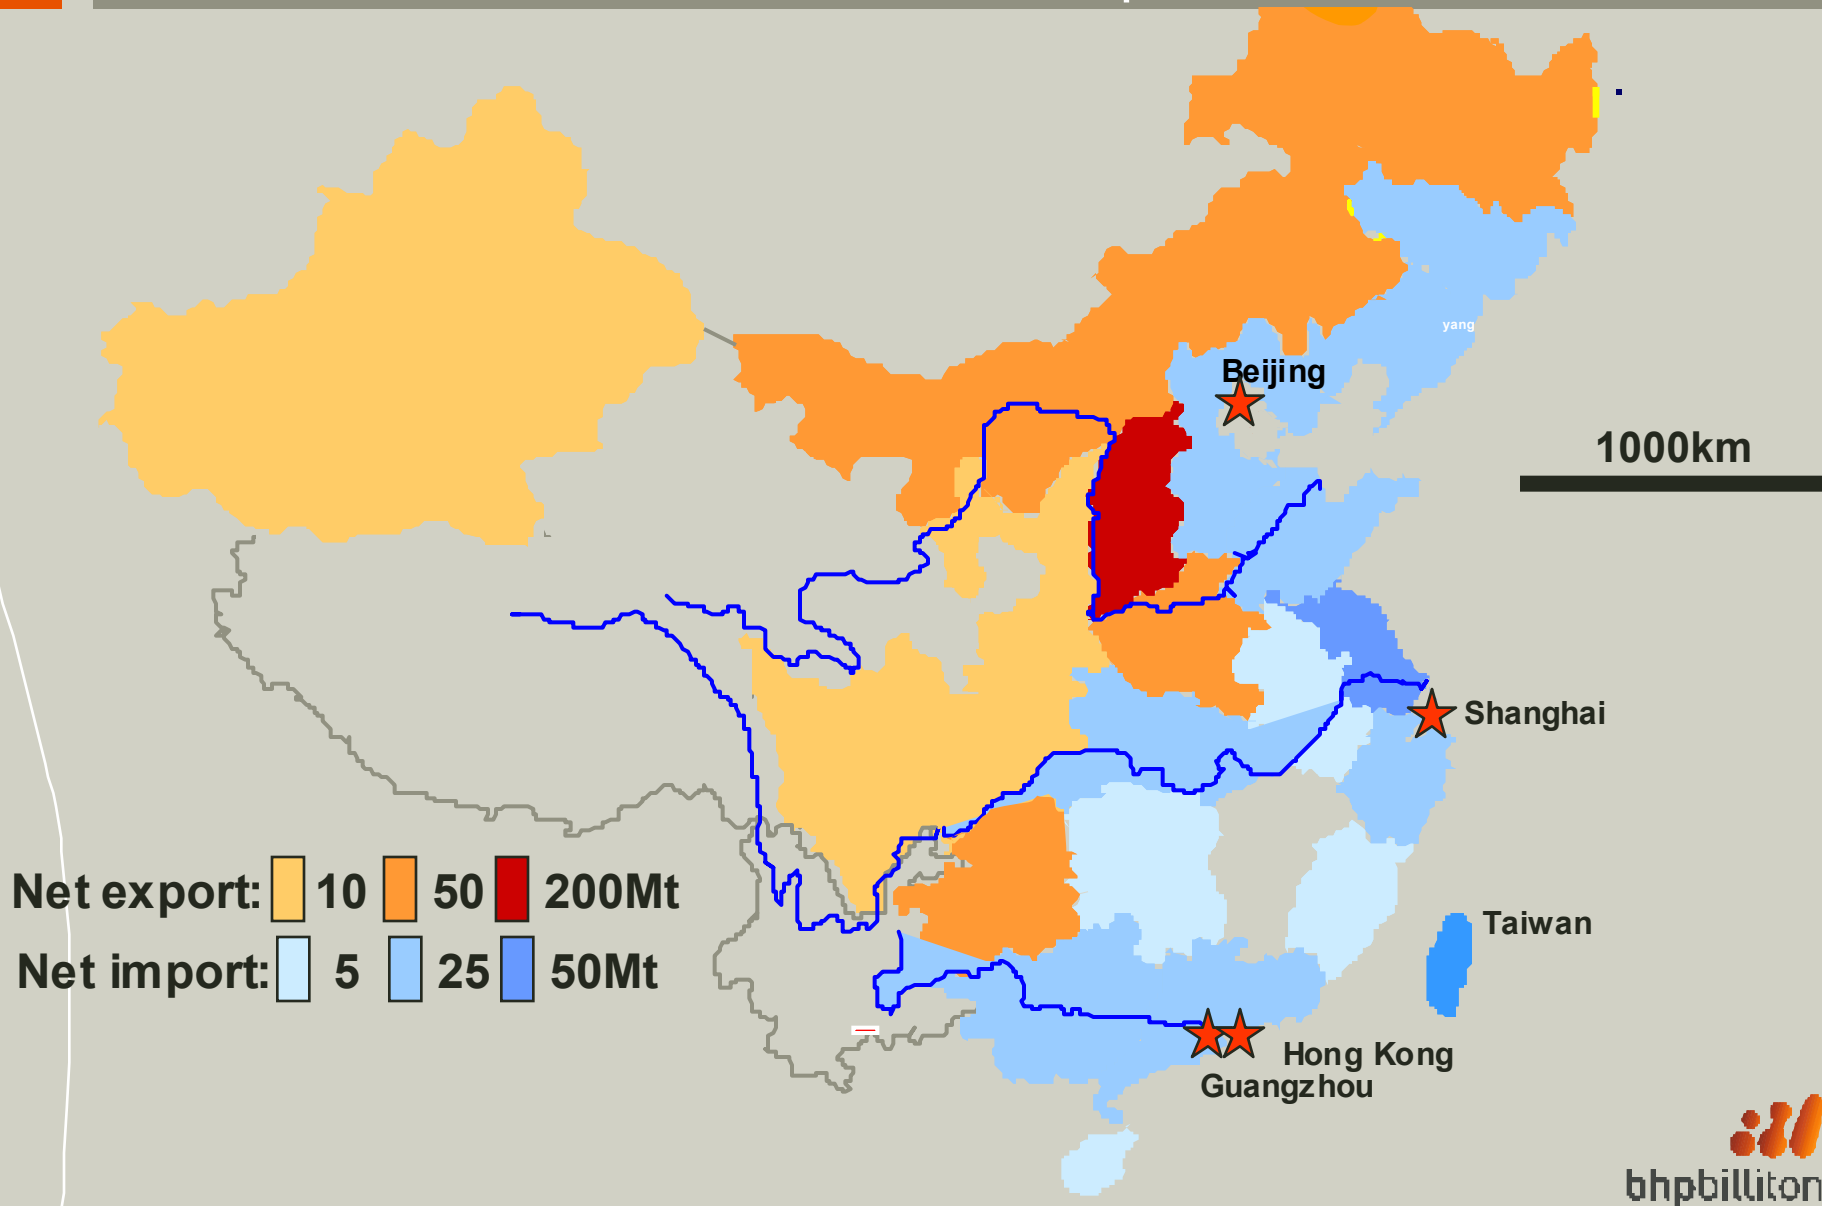 yang
Beijing
1000km
Shanghai
Net export: 10 50 200Mt
Taiwan
Net import: 5 25 50Mt
Hong Kong
Guangzhou
bhpbilliton